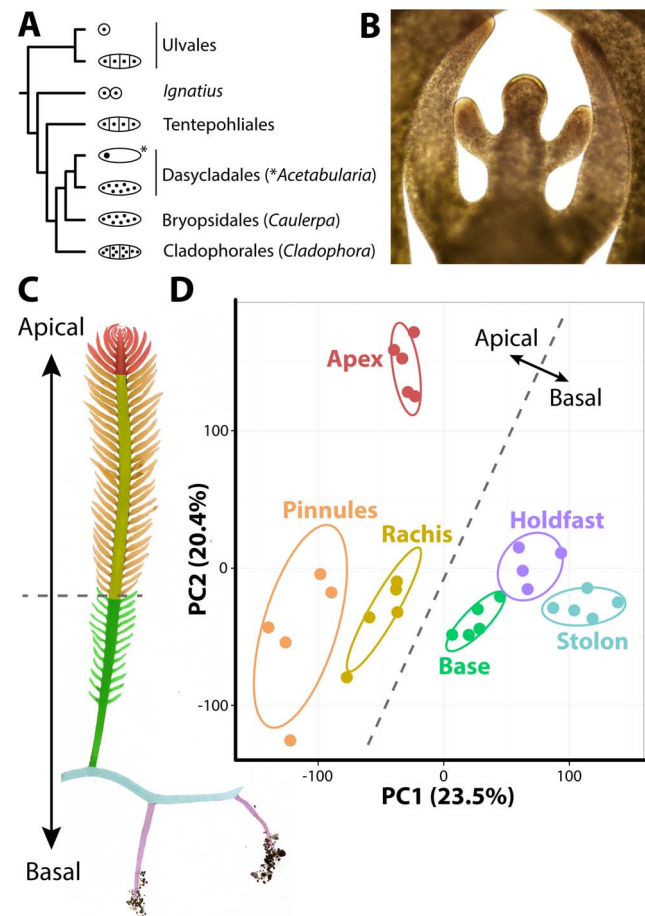 A
Ulvales
Ignatius
Tentepohliales
*
Dasycladales (*Acetabularia)
Bryopsidales (Caulerpa)
Cladophorales (Cladophora)
B
C
Apical
Basal
D
Apex
Apical
Basal
Pinnules
Rachis
Holdfast
Base
Stolon
100
0
-100
PC2 (20.4%)
-100
0
100
PC1 (23.5%)